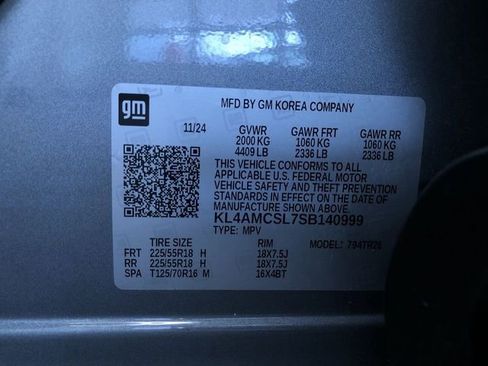 gm
MFD BY GM KOREA COMPANY
11/24 GVWR GAWR FRT GAWR RR
2000 KG 1060 KG 1060 KG
4409 LB 2336 LB 2336 LB
THIS VEHICLE CONFORMS TO ALL
APPLICABLE U.S. FEDERAL MOTOR
VEHICLE SAFETY AND THEFT PREVENTION
STANDARDS IN EFFECT ON THE DATE OF
MANUFACTURE SHOWN ABOVE.
KL4AMCSL7SB140999
TYPE: MPV
TIRE SIZE RIM MODEL: 794TR26
FRT 225/55R18 H 18X7.5J
RR 225/55R18 H 18X7.5J
SPA T125/70R16 M 16X4BT